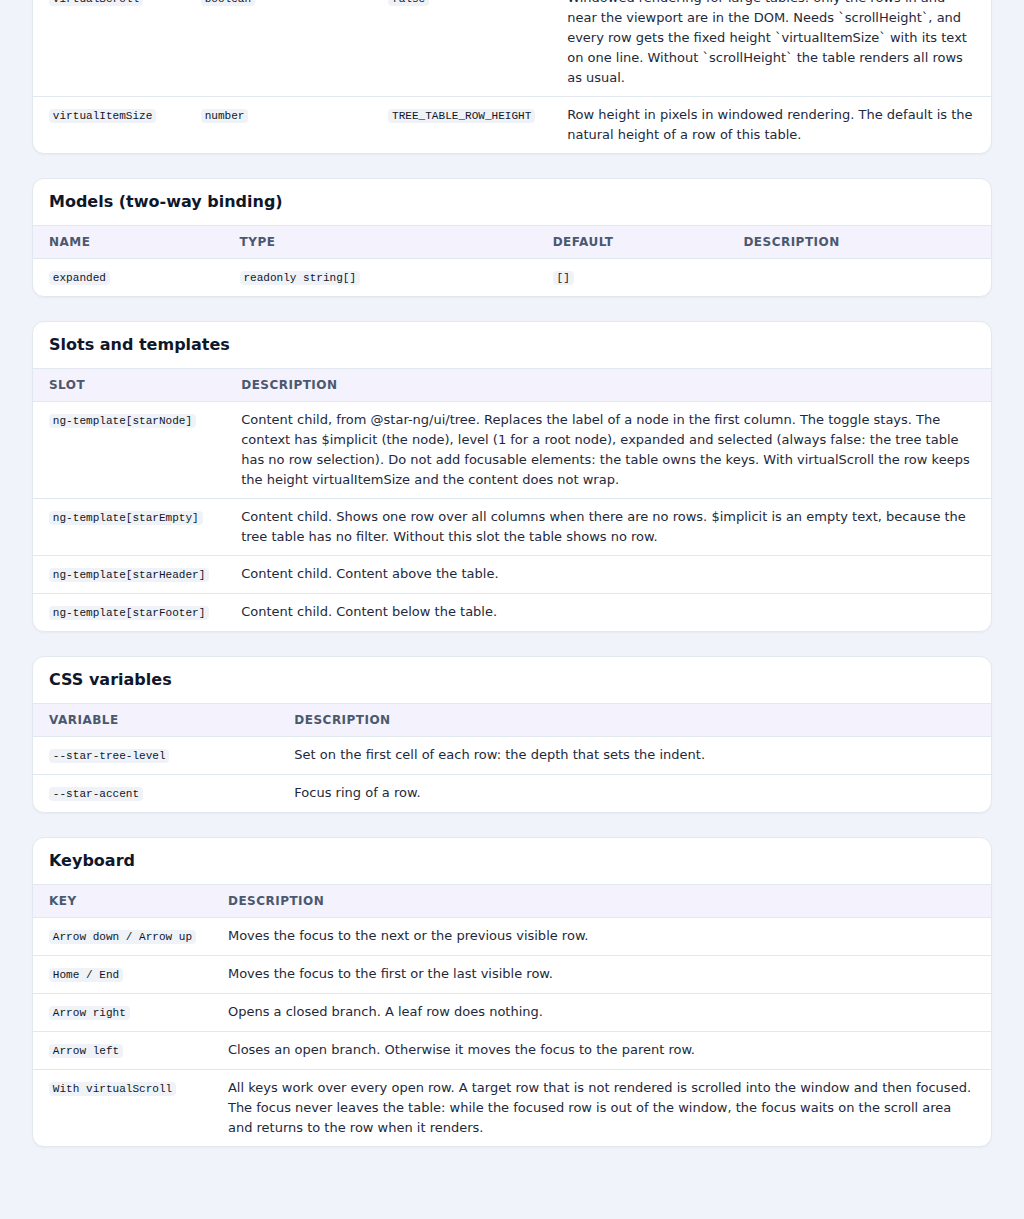 near the viewport are in the DOM. Needs `scrollHeight`, and
every row gets the fixed height `virtualItemSize` with its text
on one line. Without `scrollHeight` the table renders all rows
as usual.
virtualItemSize number TREE_TABLE_ROW_HEIGHT Row height in pixels in windowed rendering. The default is the
natural height of a row of this table.
Models (two-way binding)
NAME TYPE DEFAULT DESCRIPTION
expanded readonly string[] []
Slots and templates
SLOT DESCRIPTION
ng-template[starNode] Content child, from @star-ng/ui/tree. Replaces the label of a node in the first column. The toggle stays. The
context has $implicit (the node), level (1 for a root node), expanded and selected (always false: the tree table
has no row selection). Do not add focusable elements: the table owns the keys. With virtualScroll the row keeps
the height virtualItemSize and the content does not wrap.
ng-template[starEmpty] Content child. Shows one row over all columns when there are no rows. $implicit is an empty text, because the
tree table has no filter. Without this slot the table shows no row.
ng-template[starHeader] Content child. Content above the table.
ng-template[starFooter] Content child. Content below the table.
CSS variables
VARIABLE DESCRIPTION
--star-tree-level Set on the first cell of each row: the depth that sets the indent.
--star-accent Focus ring of a row.
Keyboard
KEY DESCRIPTION
Arrow down / Arrow up Moves the focus to the next or the previous visible row.
Home / End Moves the focus to the first or the last visible row.
Arrow right Opens a closed branch. A leaf row does nothing.
Arrow left Closes an open branch. Otherwise it moves the focus to the parent row.
With virtualScroll All keys work over every open row. A target row that is not rendered is scrolled into the window and then focused.
The focus never leaves the table: while the focused row is out of the window, the focus waits on the scroll area
and returns to the row when it renders.